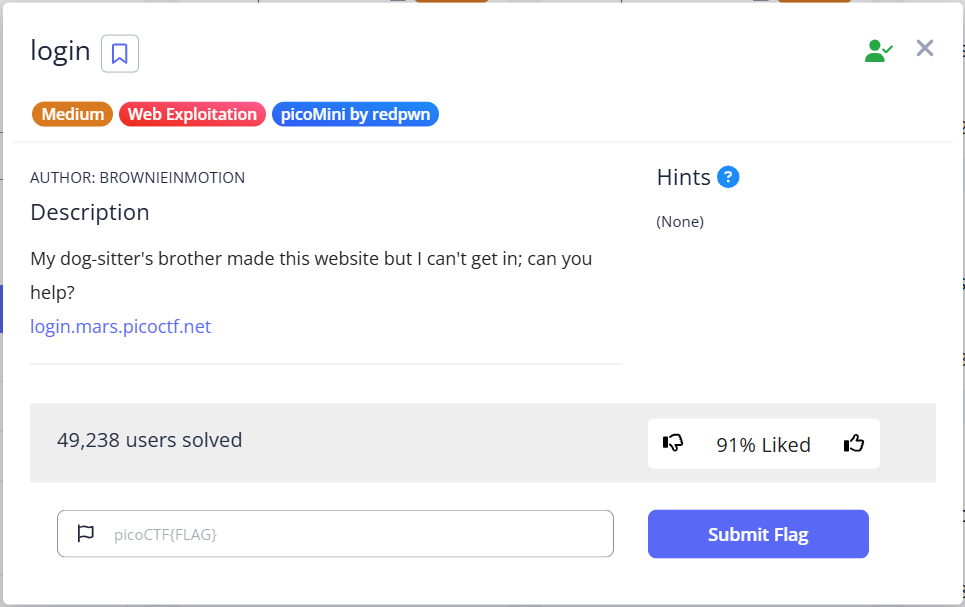 login
Medium Web Exploitation picoMini by redpwn
AUTHOR: BROWNIEINMOTION
Description
My dog-sitter's brother made this website but I can't get in; can you
help?
login.mars.picoctf.net
Hints ?
(None)
49,238 users solved
91% Liked
picoCTF{FLAG}
Submit Flag